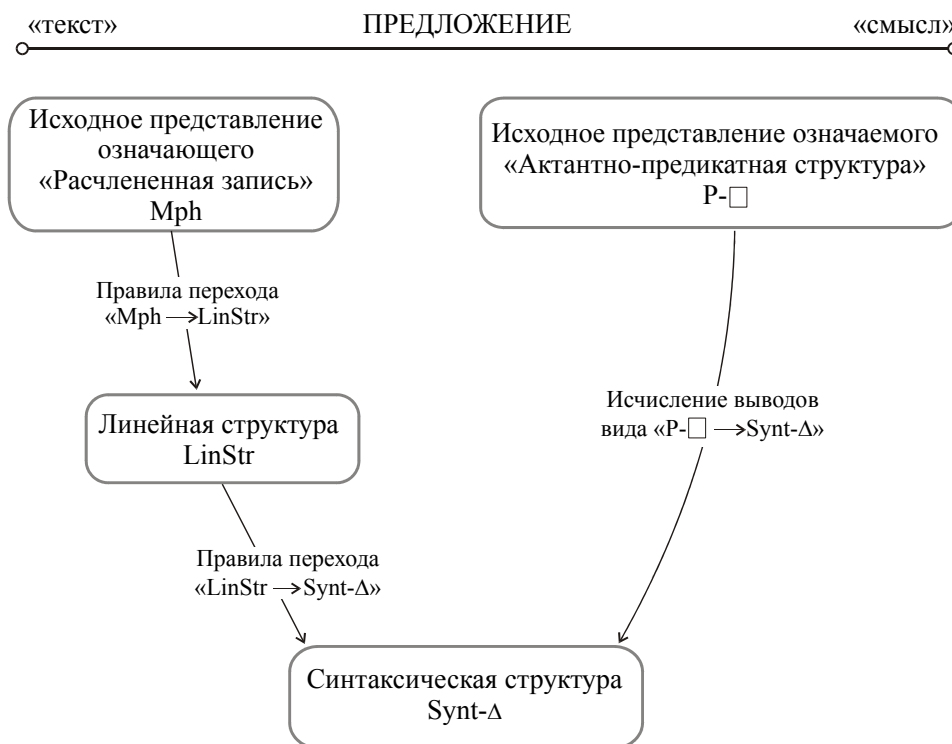 «текст» ПРЕДЛОЖЕНИЕ «смысл»
Исходное представление
означающего
«Расчлененная запись»
Mph
Исходное представление означаемого
«Актантно-предикатная структура»
P-□
Правила перехода
«Mph →LinStr»
Линейная структура
LinStr
Исчисление выводов
вида «P-□ →Synt-Δ»
Правила перехода
«LinStr →Synt-Δ»
Синтаксическая структура
Synt-Δ